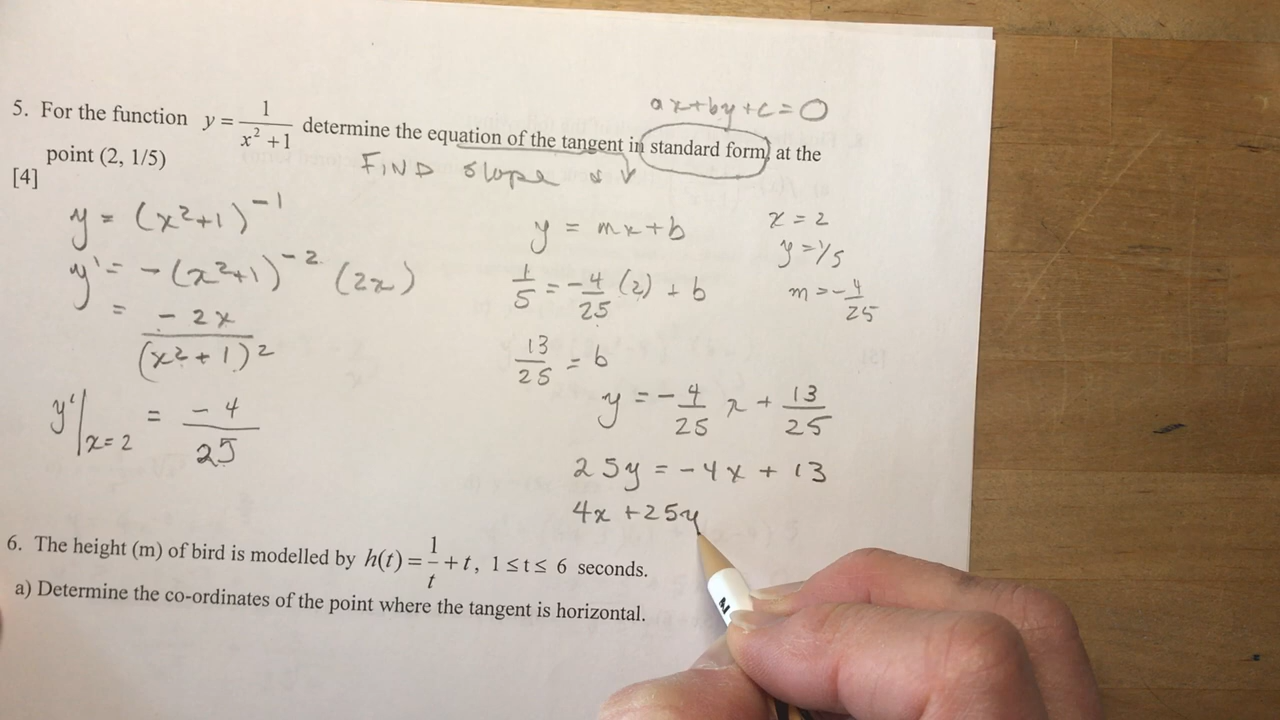 ax+by+c=0
5. For the function y = 1/(x² + 1) determine the equation of the tangent in standard form, at the
point (2, 1/5)
[4]
FIND slope
y = (x²+1)⁻¹
y' = -(x²+1)⁻² (2x)
= -2x/(x²+1)²
y'|x=2 = -4/25
y = mx+b
1/5 = -4/25 (2) + b
13/25 = b
y = -4/25 x + 13/25
25y = -4x + 13
4x + 25y
x = 2
y = 1/5
m = -4/25
6. The height (m) of bird is modelled by h(t) = 1/t + t, 1 ≤ t ≤ 6 seconds.
a) Determine the co-ordinates of the point where the tangent is horizontal.